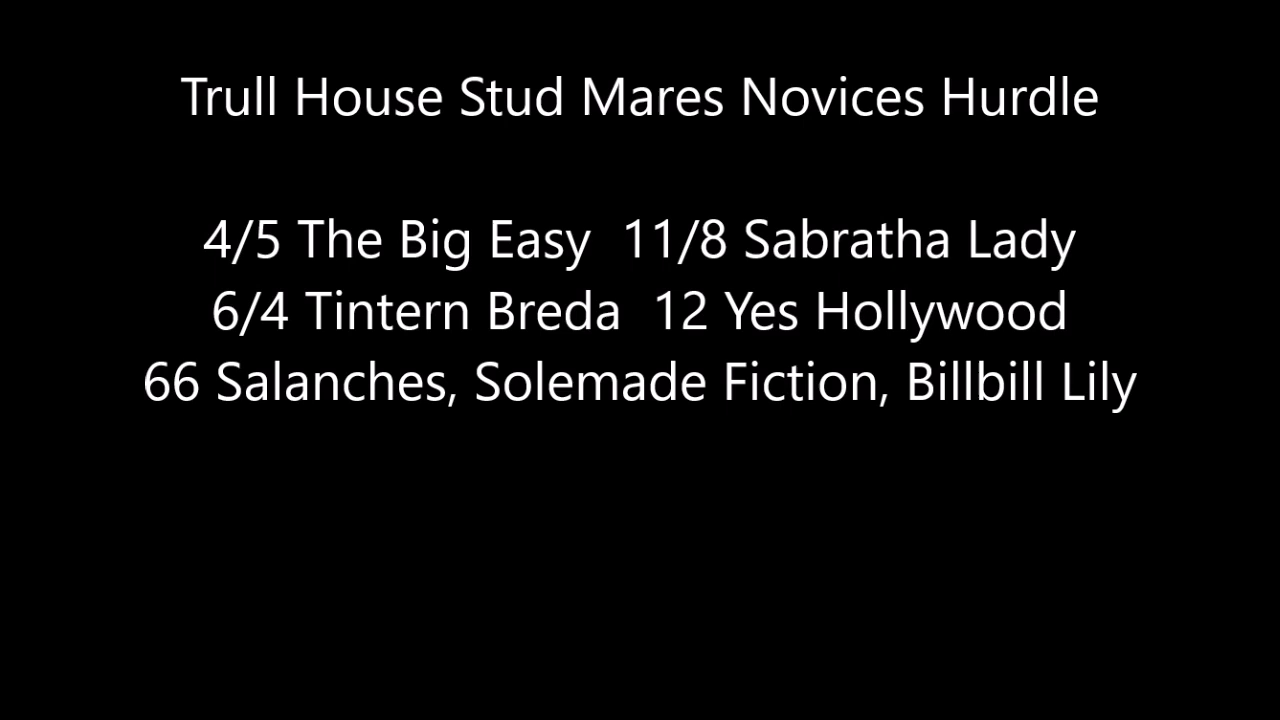 Trull House Stud Mares Novices Hurdle
4/5 The Big Easy  11/8 Sabratha Lady
6/4 Tintern Breda  12 Yes Hollywood
66 Salanches, Solemade Fiction, Billbill Lily